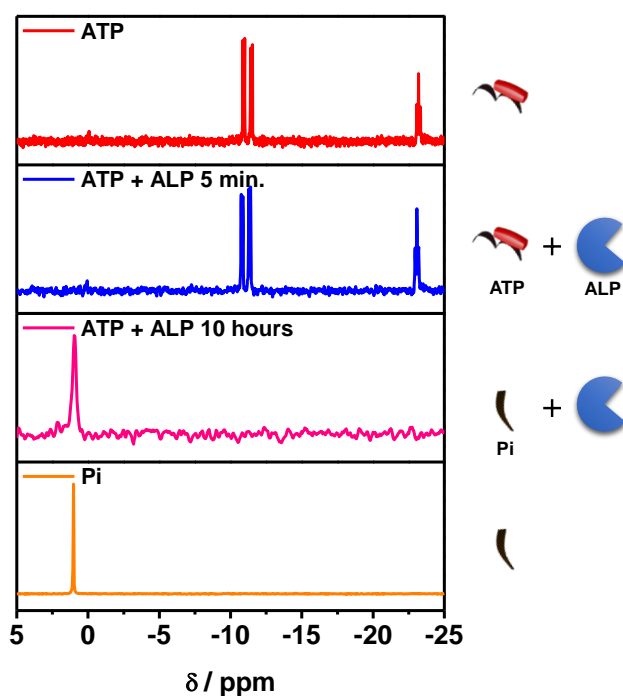 ATP
ATP + ALP 5 min.
+
ATP ALP
ATP + ALP 10 hours
+
Pi
Pi
5 0 -5 -10 -15 -20 -25
δ / ppm